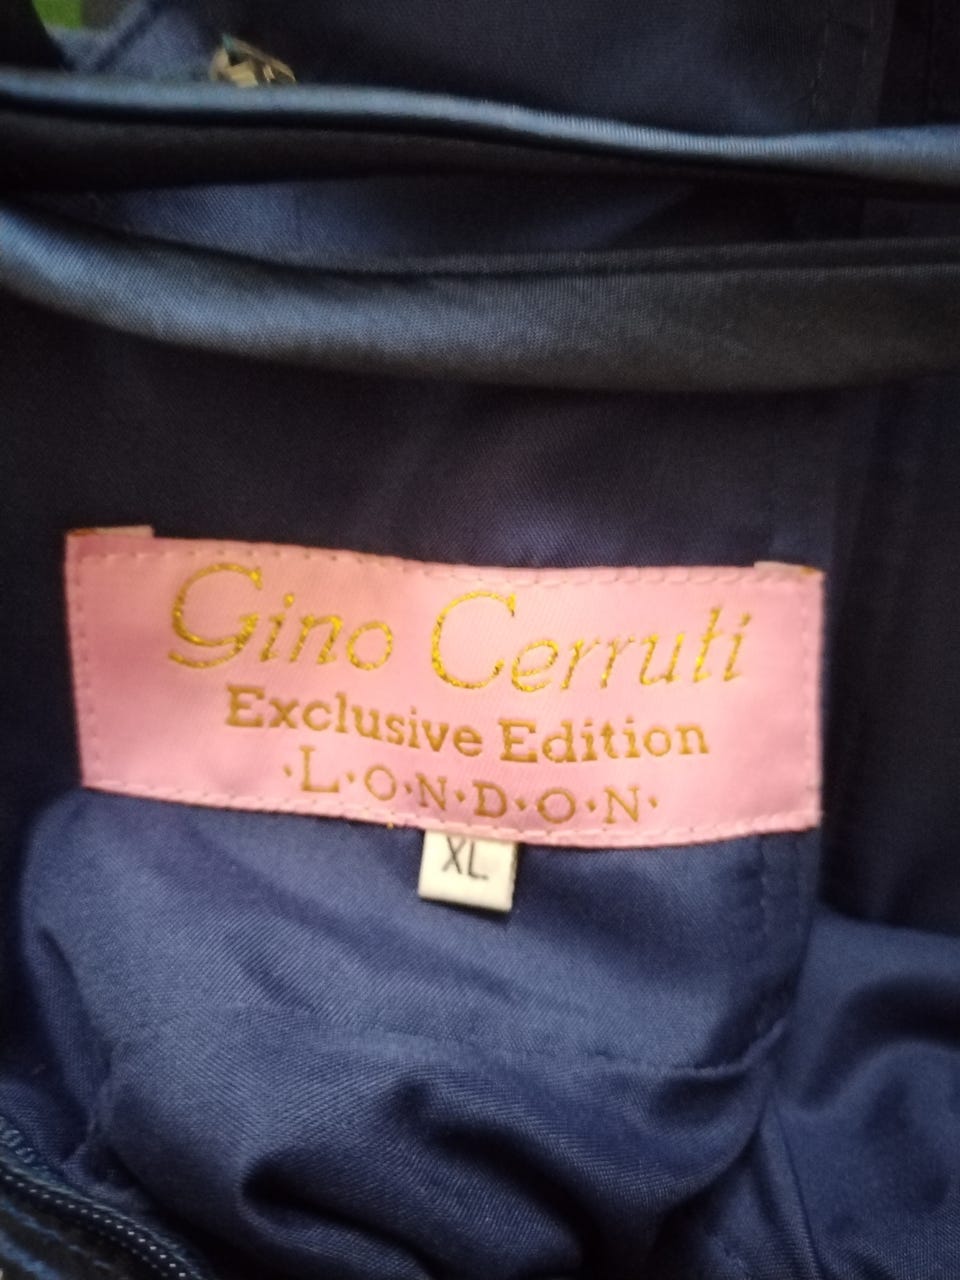 Gino Cerruti
Exclusive Edition
·L·O·N·D·O·N·
XL